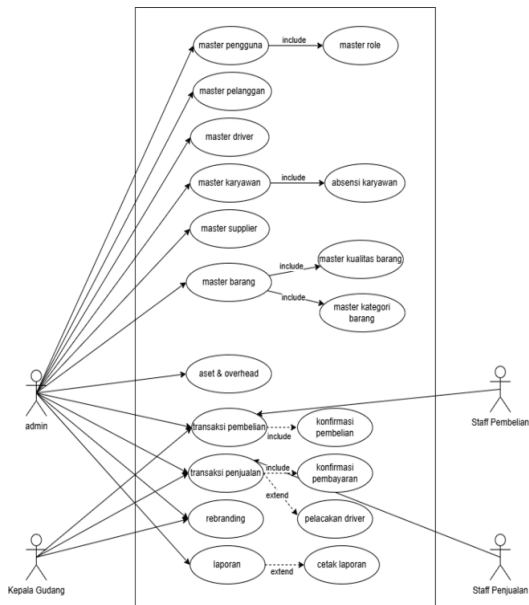 master pengguna
include
master role
master pelanggan
master driver
master karyawan
include
absensi karyawan
master supplier
master barang
include
master kualitas barang
include
master kategori
barang
aset & overhead
admin
transaksi pembelian
include
konfirmasi
pembelian
Staff Pembelian
transaksi penjualan
include
konfirmasi
pembayaran
extend
rebranding
pelacakan driver
laporan
extend
cetak laporan
Kepala Gudang
Staff Penjualan